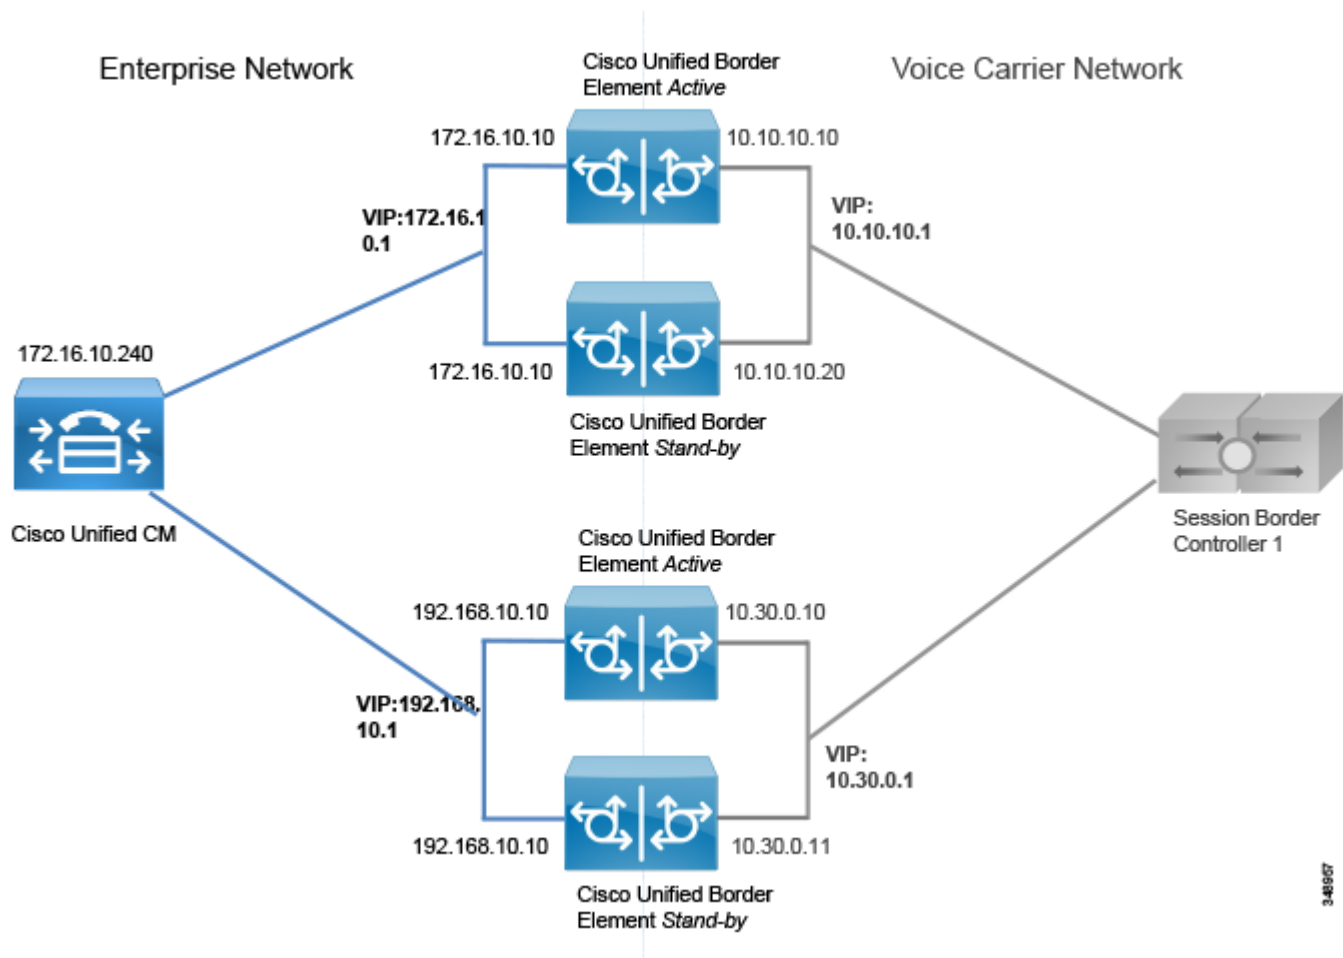 Enterprise Network
Cisco Unified Border
Element Active
Voice Carrier Network
172.16.10.10
10.10.10.10
VIP:172.16.1
0.1
VIP:
10.10.10.1
172.16.10.240
172.16.10.10
10.10.10.20
Cisco Unified Border
Element Stand-by
Cisco Unified CM
Session Border
Controller 1
Cisco Unified Border
Element Active
192.168.10.10
10.30.0.10
VIP:192.168.
10.1
VIP:
10.30.0.1
192.168.10.10
10.30.0.11
Cisco Unified Border
Element Stand-by
348967